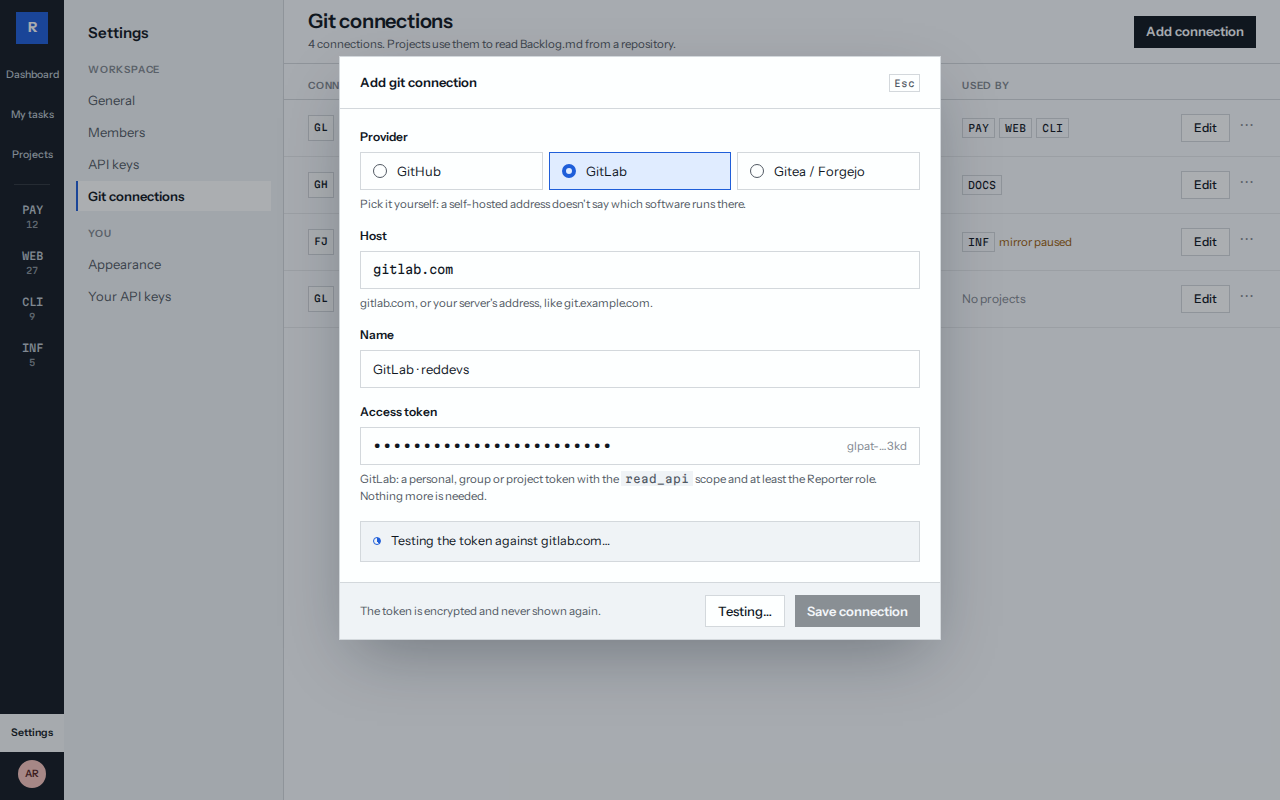 R
Dashboard
My tasks
Projects
PAY
12
WEB
27
CLI
9
INF
5
Settings
AR
Settings
WORKSPACE
General
Members
API keys
Git connections
YOU
Appearance
Your API keys
Git connections
4 connections. Projects use them to read Backlog.md from a repository.
Add connection
CONN
USED BY
GL
PAY WEB CLI
Edit ···
GH
DOCS
Edit ···
FJ
INF mirror paused
Edit ···
GL
No projects
Edit ···
Add git connection
Esc
Provider
GitHub
GitLab
Gitea / Forgejo
Pick it yourself: a self-hosted address doesn't say which software runs there.
Host
gitlab.com
gitlab.com, or your server's address, like git.example.com.
Name
GitLab · reddevs
Access token
••••••••••••••••••••••••
glpat-…3kd
GitLab: a personal, group or project token with the read_api scope and at least the Reporter role.
Nothing more is needed.
Testing the token against gitlab.com…
The token is encrypted and never shown again.
Testing…
Save connection